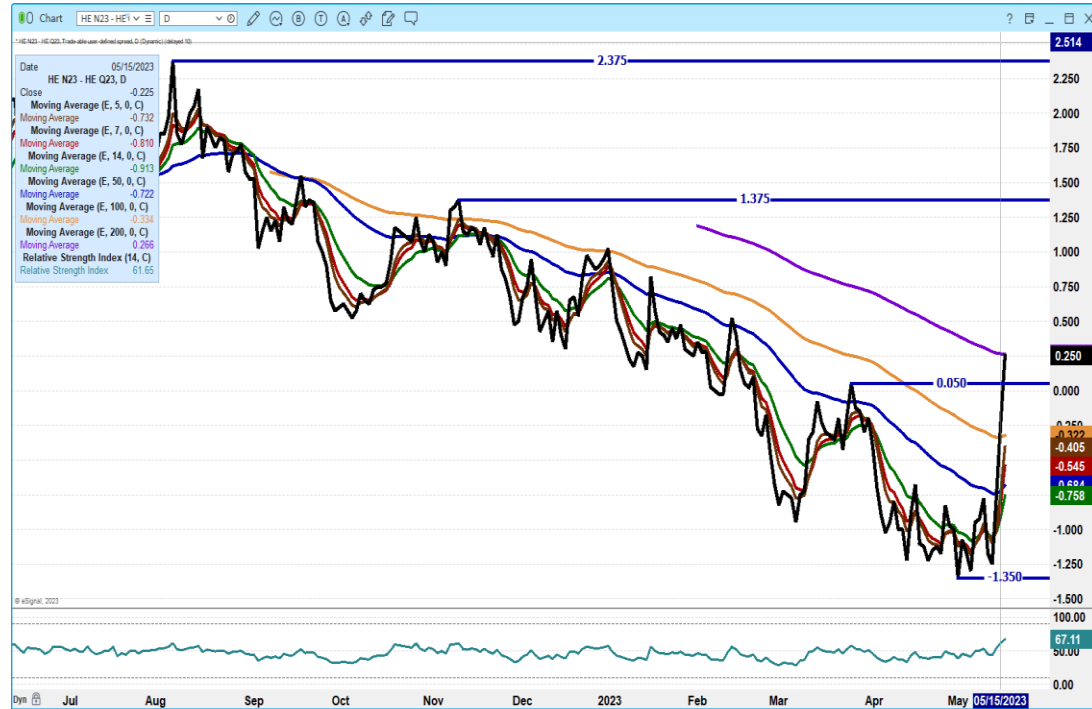 Chart
HE N23 - HE'
D
2.514
* HE N23 - HE Q23, Trade able user defined spread, D (Dynamic) (delayed 10)
Date 05/15/2023
HE N23 - HE Q23, D
Close -0.225
Moving Average (E, 5, 0, C)
Moving Average -0.732
Moving Average (E, 7, 0, C)
Moving Average -0.810
Moving Average (E, 14, 0, C)
Moving Average -0.913
Moving Average (E, 50, 0, C)
Moving Average -0.722
Moving Average (E, 100, 0, C)
Moving Average -0.334
Moving Average (E, 200, 0, C)
Moving Average 0.266
Relative Strength Index (14, C)
Relative Strength Index 61.65
2.375
1.375
0.050
-1.350
2.250
2.000
1.750
1.500
1.250
1.000
0.750
0.500
0.250
0.000
-0.322
-0.405
-0.545
-0.684
-0.758
-1.000
-1.250
-1.500
© eSignal, 2023
100.00
67.11
50.00
0.00
Dyn
Jul Aug Sep Oct Nov Dec 2023 Feb Mar Apr May 05/15/2023